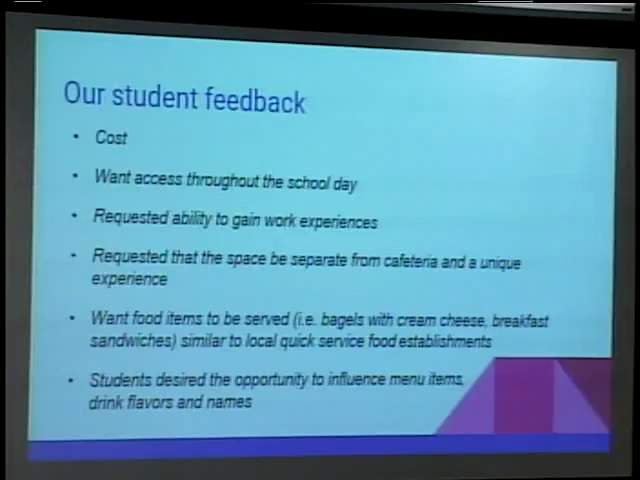 Our student feedback
• Cost
• Want access throughout the school day
• Requested ability to gain work experiences
• Requested that the space be separate from cafeteria and a unique
experience
• Want food items to be served (i.e. bagels with cream cheese, breakfast
sandwiches) similar to local quick service food establishments
• Students desired the opportunity to influence menu items,
drink flavors and names